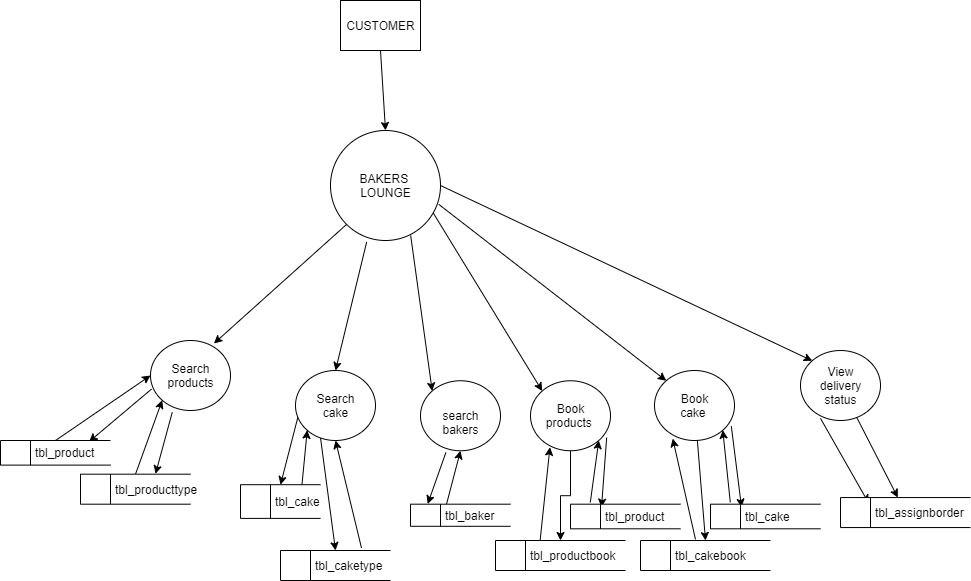 CUSTOMER
BAKERS
LOUNGE
Search
products
Search
cake
search
bakers
Book
products
Book
cake
View
delivery
status
tbl_product
tbl_producttype
tbl_cake
tbl_caketype
tbl_baker
tbl_productbook
tbl_product
tbl_cakebook
tbl_cake
tbl_assignborder